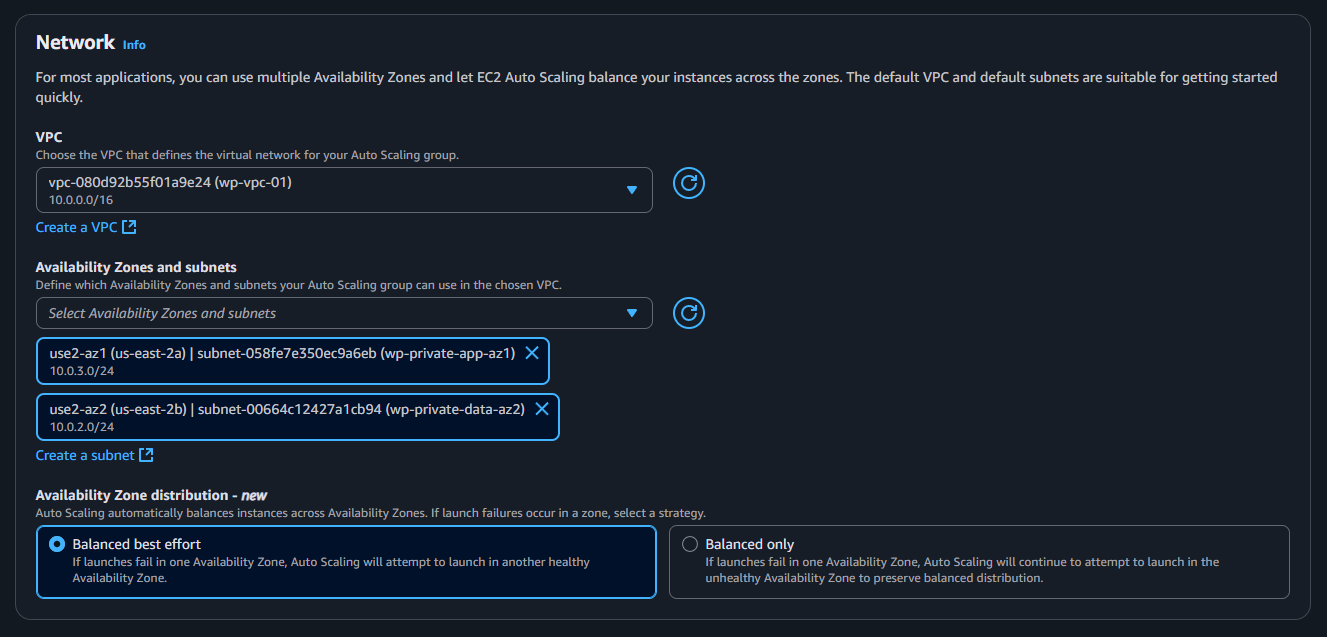 Network Info
For most applications, you can use multiple Availability Zones and let EC2 Auto Scaling balance your instances across the zones. The default VPC and default subnets are suitable for getting started
quickly.
VPC
Choose the VPC that defines the virtual network for your Auto Scaling group.
vpc-080d92b55f01a9e24 (wp-vpc-01)
10.0.0.0/16
Create a VPC
Availability Zones and subnets
Define which Availability Zones and subnets your Auto Scaling group can use in the chosen VPC.
Select Availability Zones and subnets
use2-az1 (us-east-2a) | subnet-058fe7e350ec9a6eb (wp-private-app-az1)
10.0.3.0/24
use2-az2 (us-east-2b) | subnet-00664c12427a1cb94 (wp-private-data-az2)
10.0.2.0/24
Create a subnet
Availability Zone distribution - new
Auto Scaling automatically balances instances across Availability Zones. If launch failures occur in a zone, select a strategy.
Balanced best effort
If launches fail in one Availability Zone, Auto Scaling will attempt to launch in another healthy
Availability Zone.
Balanced only
If launches fail in one Availability Zone, Auto Scaling will continue to attempt to launch in the
unhealthy Availability Zone to preserve balanced distribution.